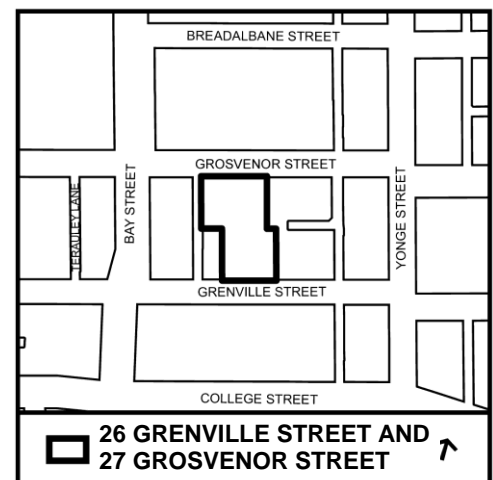 BREADALBANE STREET
GROSVENOR STREET
TERAULEY LANE
BAY STREET
YONGE STREET
GRENVILLE STREET
COLLEGE STREET
26 GRENVILLE STREET AND
27 GROSVENOR STREET